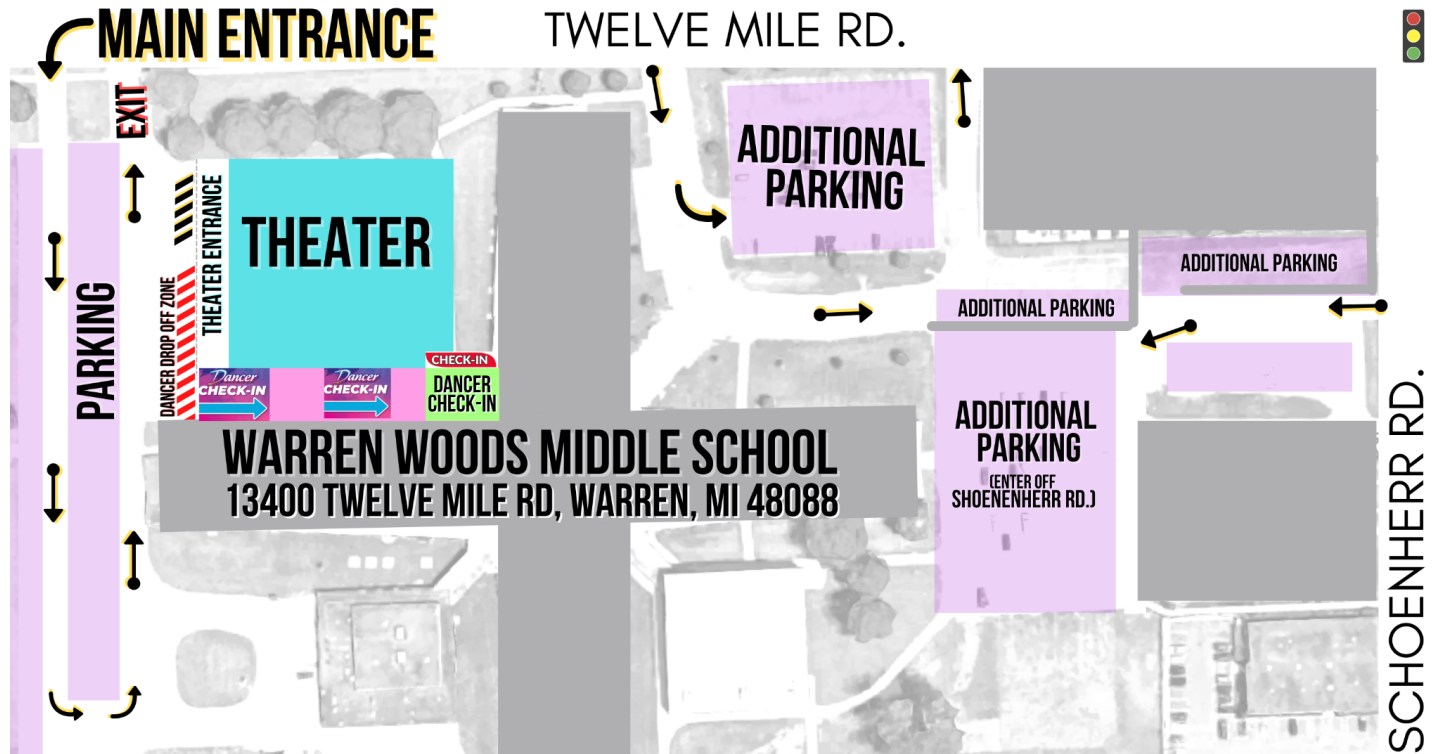 MAIN ENTRANCE
TWELVE MILE RD.
EXIT
ADDITIONAL
PARKING
THEATER ENTRANCE
THEATER
DANCER DROP OFF ZONE
PARKING
ADDITIONAL PARKING
ADDITIONAL PARKING
CHECK-IN
Dancer
CHECK-IN
Dancer
CHECK-IN
DANCER
CHECK-IN
WARREN WOODS MIDDLE SCHOOL
13400 TWELVE MILE RD, WARREN, MI 48088
ADDITIONAL
PARKING
(ENTER OFF
SHOENENHERR RD.)
SCHOENHERR RD.